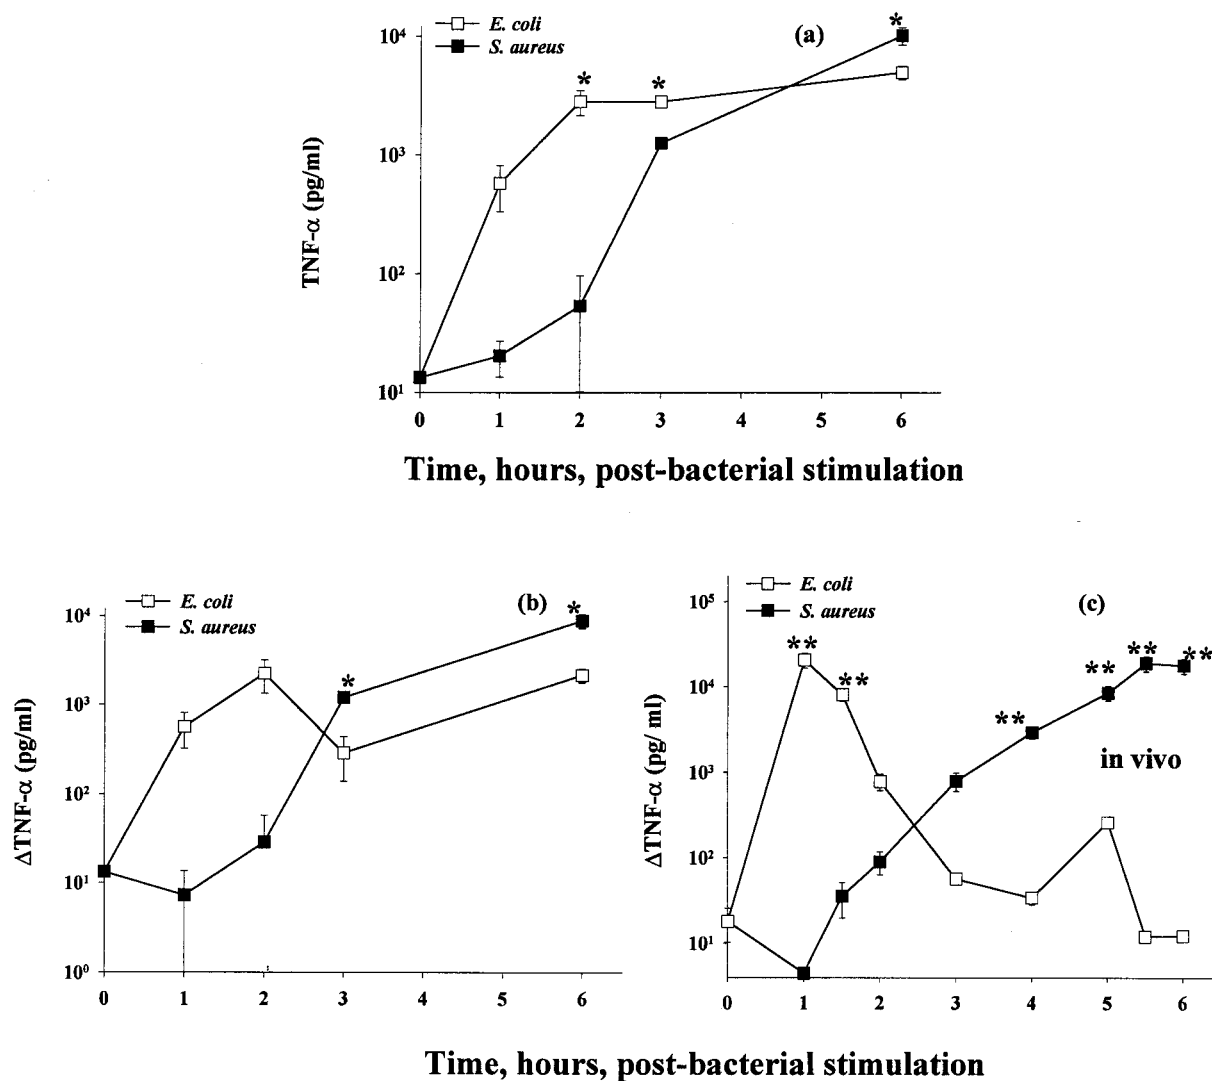 E. coli
S. aureus
(a)
*
* *
10⁴
10³
10²
10¹
TNF-α (pg/ml)
0 1 2 3 4 5 6
Time, hours, post-bacterial stimulation
E. coli
S. aureus
(b)
*
*
10⁴
10³
10²
10¹
10⁰
ΔTNF-α (pg/ml)
0 1 2 3 4 5 6
E. coli
S. aureus
(c)
** ** ** ** ** **
in vivo
10⁵
10⁴
10³
10²
10¹
ΔTNF-α (pg/ ml)
0 1 2 3 4 5 6
Time, hours, post-bacterial stimulation